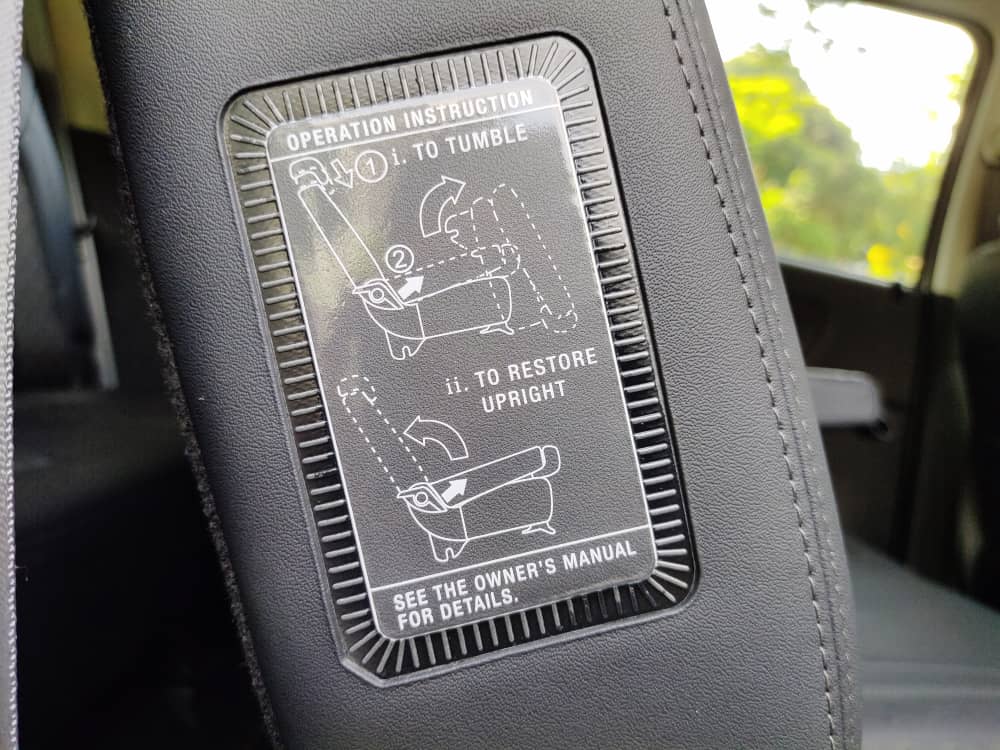 OPERATION INSTRUCTION
① i. TO TUMBLE
②
ii. TO RESTORE
UPRIGHT
SEE THE OWNER'S MANUAL
FOR DETAILS.